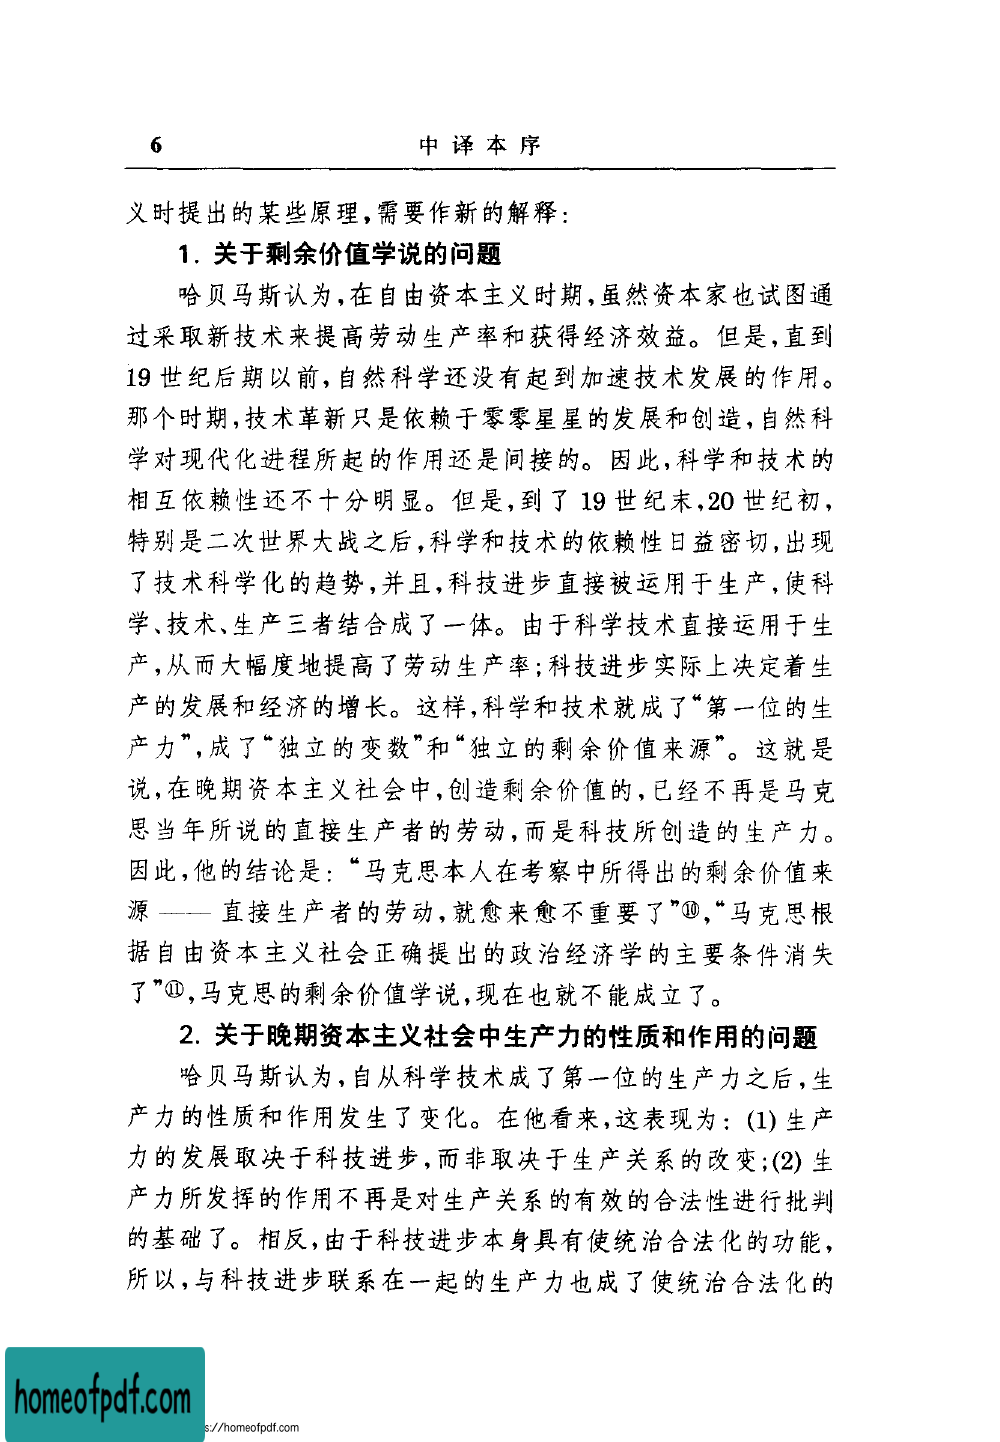 6 中译本序
义时提出的某些原理,需要作新的解释:
1. 关于剩余价值学说的问题
哈贝马斯认为,在自由资本主义时期,虽然资本家也试图通
过采取新技术来提高劳动生产率和获得经济效益。但是,直到
19世纪后期以前,自然科学还没有起到加速技术发展的作用。
那个时期,技术革新只是依赖于零零星星的发展和创造,自然科
学对现代化进程所起的作用还是间接的。因此,科学和技术的
相互依赖性还不十分明显。但是,到了19世纪末,20世纪初,
特别是二次世界大战之后,科学和技术的依赖性日益密切,出现
了技术科学化的趋势,并且,科技进步直接被运用于生产,使科
学、技术、生产三者结合成了一体。由于科学技术直接运用于生
产,从而大幅度地提高了劳动生产率;科技进步实际上决定着生
产的发展和经济的增长。这样,科学和技术就成了“第一位的生
产力”,成了“独立的变数”和“独立的剩余价值来源”。这就是
说,在晚期资本主义社会中,创造剩余价值的,已经不再是马克
思当年所说的直接生产者的劳动,而是科技所创造的生产力。
因此,他的结论是:“马克思本人在考察中所得出的剩余价值来
源——直接生产者的劳动,就愈来愈不重要了”⑩,“马克思根
据自由资本主义社会正确提出的政治经济学的主要条件消失
了”⑪,马克思的剩余价值学说,现在也就不能成立了。
2. 关于晚期资本主义社会中生产力的性质和作用的问题
哈贝马斯认为,自从科学技术成了第一位的生产力之后,生
产力的性质和作用发生了变化。在他看来,这表现为:(1)生产
力的发展取决于科技进步,而非取决于生产关系的改变;(2)生
产力所发挥的作用不再是对生产关系的有效的合法性进行批判
的基础了。相反,由于科技进步本身具有使统治合法化的功能,
所以,与科技进步联系在一起的生产力也成了使统治合法化的
homeofpdf.com
s://homeofpdf.com